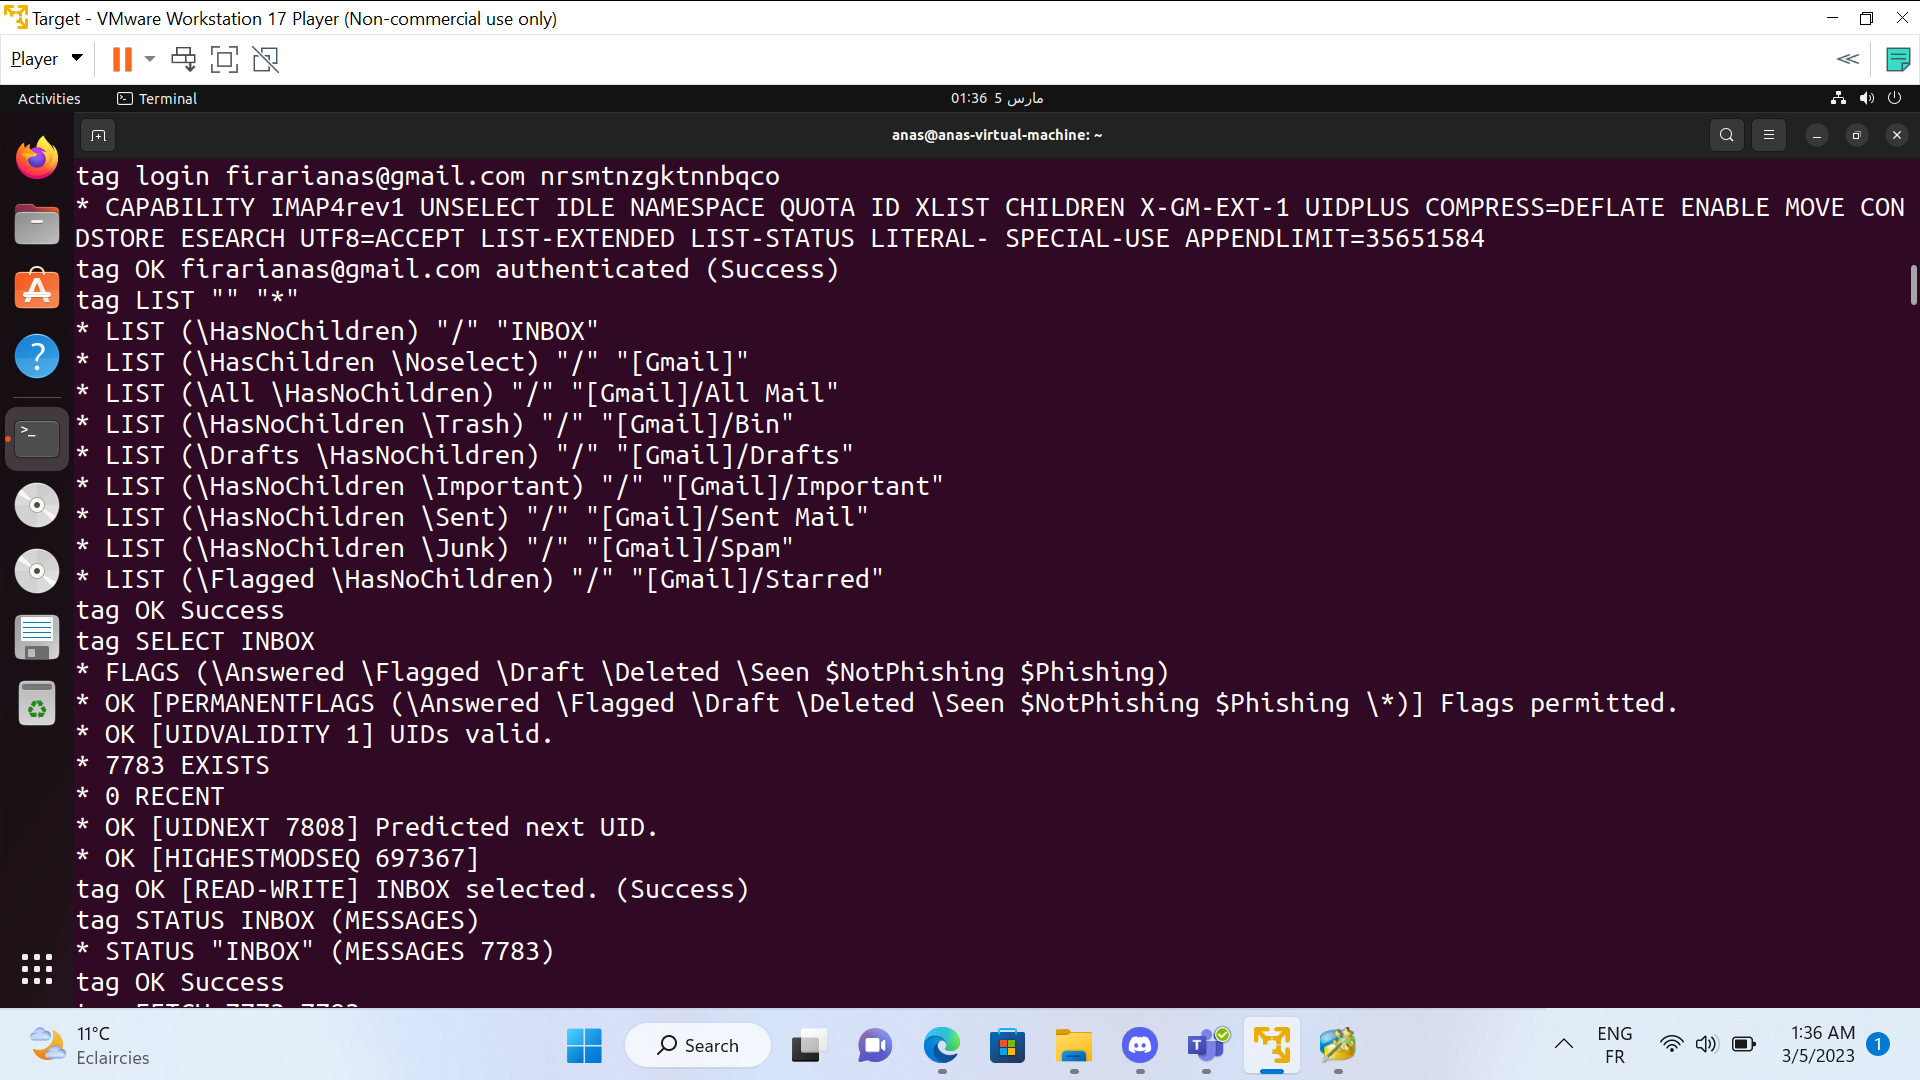 Target - VMware Workstation 17 Player (Non-commercial use only)
Player
Activities
Terminal
مارس 5 01:36
anas@anas-virtual-machine: ~
tag login firarianas@gmail.com nrsmtnzgktnnbqco
* CAPABILITY IMAP4rev1 UNSELECT IDLE NAMESPACE QUOTA ID XLIST CHILDREN X-GM-EXT-1 UIDPLUS COMPRESS=DEFLATE ENABLE MOVE CON
DSTORE ESEARCH UTF8=ACCEPT LIST-EXTENDED LIST-STATUS LITERAL- SPECIAL-USE APPENDLIMIT=35651584
tag OK firarianas@gmail.com authenticated (Success)
tag LIST "" "*"
* LIST (\HasNoChildren) "/" "INBOX"
* LIST (\HasChildren \Noselect) "/" "[Gmail]"
* LIST (\All \HasNoChildren) "/" "[Gmail]/All Mail"
* LIST (\HasNoChildren \Trash) "/" "[Gmail]/Bin"
* LIST (\Drafts \HasNoChildren) "/" "[Gmail]/Drafts"
* LIST (\HasNoChildren \Important) "/" "[Gmail]/Important"
* LIST (\HasNoChildren \Sent) "/" "[Gmail]/Sent Mail"
* LIST (\HasNoChildren \Junk) "/" "[Gmail]/Spam"
* LIST (\Flagged \HasNoChildren) "/" "[Gmail]/Starred"
tag OK Success
tag SELECT INBOX
* FLAGS (\Answered \Flagged \Draft \Deleted \Seen $NotPhishing $Phishing)
* OK [PERMANENTFLAGS (\Answered \Flagged \Draft \Deleted \Seen $NotPhishing $Phishing \*)] Flags permitted.
* OK [UIDVALIDITY 1] UIDs valid.
* 7783 EXISTS
* 0 RECENT
* OK [UIDNEXT 7808] Predicted next UID.
* OK [HIGHESTMODSEQ 697367]
tag OK [READ-WRITE] INBOX selected. (Success)
tag STATUS INBOX (MESSAGES)
* STATUS "INBOX" (MESSAGES 7783)
tag OK Success
11°C
Eclaircies
Search
ENG
FR
1:36 AM
3/5/2023
1